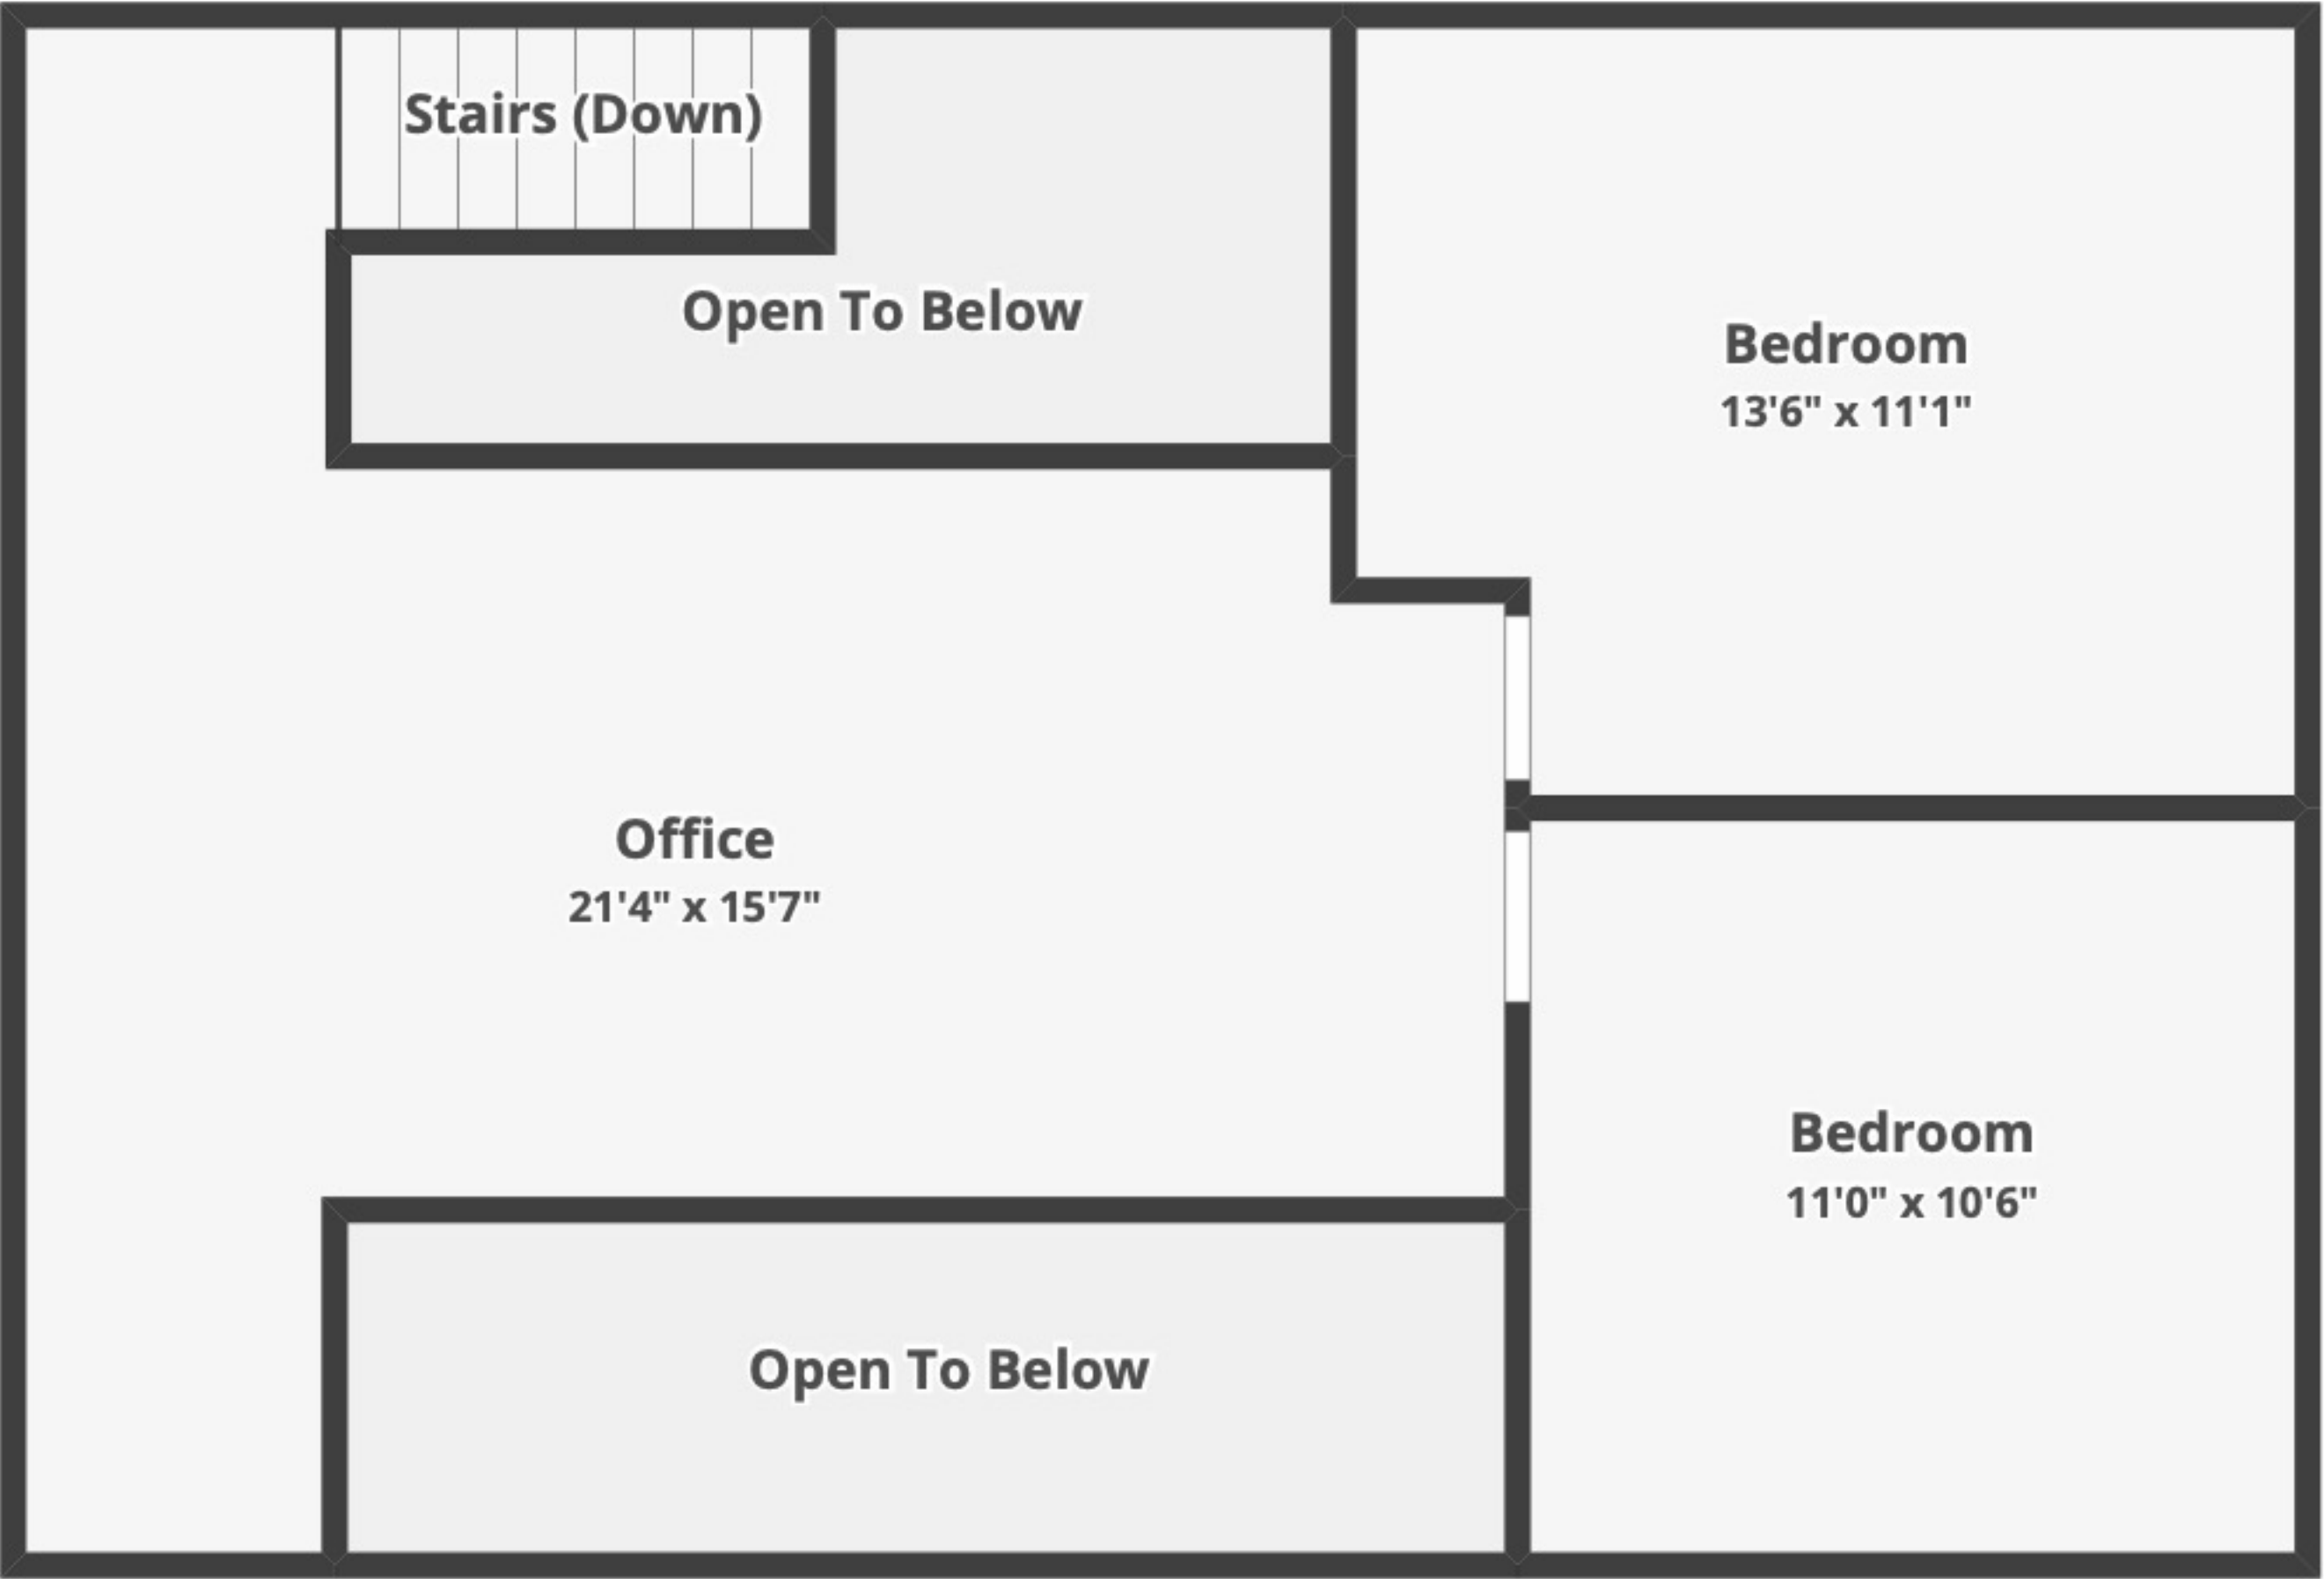 Stairs (Down)
Open To Below
Bedroom
13'6" x 11'1"
Office
21'4" x 15'7"
Bedroom
11'0" x 10'6"
Open To Below